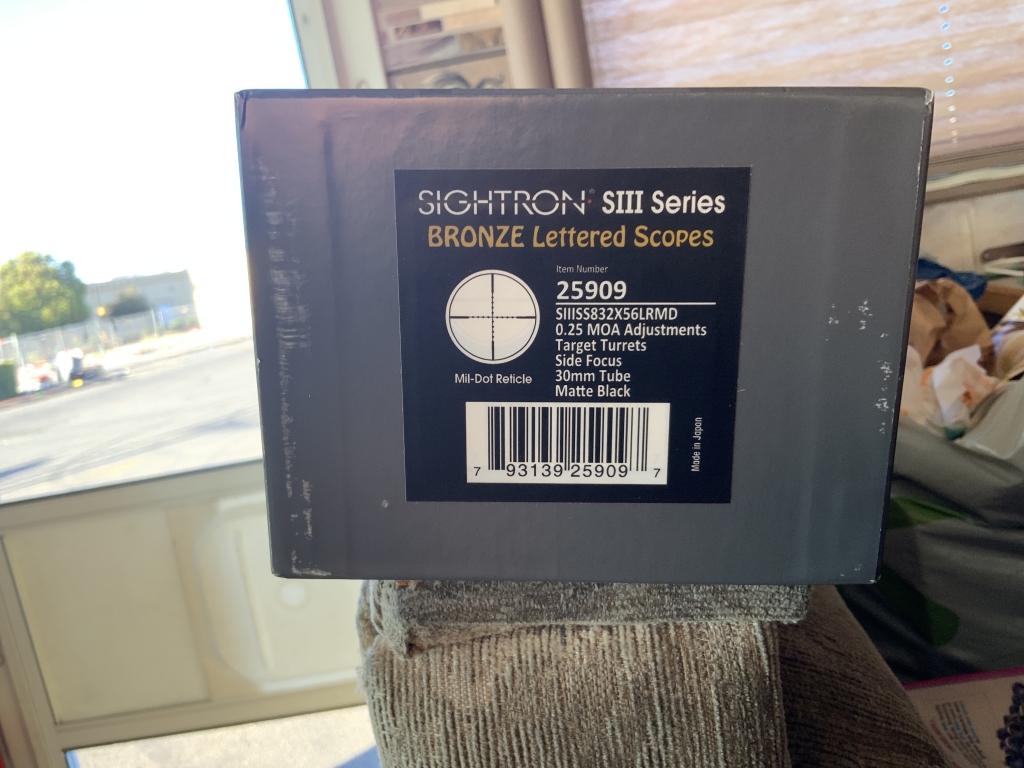 SIGHTRON® SIII Series
BRONZE Lettered Scopes
Item Number
25909
SIIISS832X56LRMD
0.25 MOA Adjustments
Target Turrets
Side Focus
30mm Tube
Matte Black
Mil-Dot Reticle
Made in Japan
7 93139 25909 7